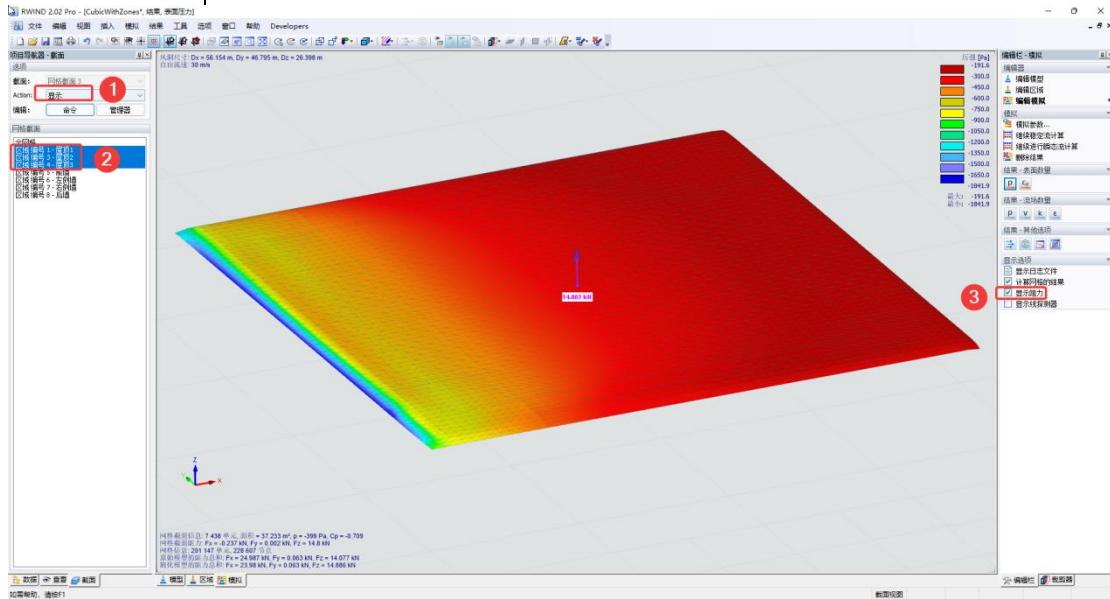 RWIND 2.02 Pro - [CubicWithZones*, 结果, 表面压力]
文件 编辑 视图 插入 模拟 结果 工具 选项 窗口 帮助 Developers
项目导航器 - 截面
选项
截面: 网格截面 3
Action: 显示
1
编辑: 命令 管理器
网格截面
全网格
区域 编号 1 - 屋顶1
区域 编号 3 - 屋顶2
区域 编号 4 - 屋顶3
2
区域 编号 5 - 前墙
区域 编号 6 - 左侧墙
区域 编号 7 - 右侧墙
区域 编号 8 - 后墙
风洞尺寸: Dx = 56.154 m, Dy = 46.795 m, Dz = 26.398 m
自由流速: 30 m/s
压强 [Pa]
-191.6
-300.0
-450.0
-600.0
-750.0
-900.0
-1050.0
-1200.0
-1350.0
-1500.0
-1650.0
-1841.9
最大: -191.6
最小: -1841.9
14.867 kN
Z
Y
X
网格截面信息: 7 438 单元, 面积 = 37.233 m², p = -399 Pa, Cp = -0.709
网格截面阻力: Fx = -0.237 kN, Fy = 0.002 kN, Fz = 14.8 kN
网格信息: 201 147 单元, 228 607 节点
原始模型的阻力总和: Fx = 24.987 kN, Fy = 0.063 kN, Fz = 14.077 kN
简化模型的阻力总和: Fx = 23.98 kN, Fy = 0.063 kN, Fz = 14.886 kN
编辑栏 - 模拟
编辑器
编辑模型
编辑区域
编辑模拟
模拟
模拟参数...
继续稳定流计算
继续进行瞬态流计算
删除结果
结果 - 表面数量
p Cp
结果 - 流场数量
p v k ε
结果 - 其他选项
显示选项
显示日志文件
计算网格的结果
显示阻力
3
显示线探测器
数据 查看 截面
模型 区域 模拟
编辑栏 裁剪器
如需帮助, 请按F1
截面视图